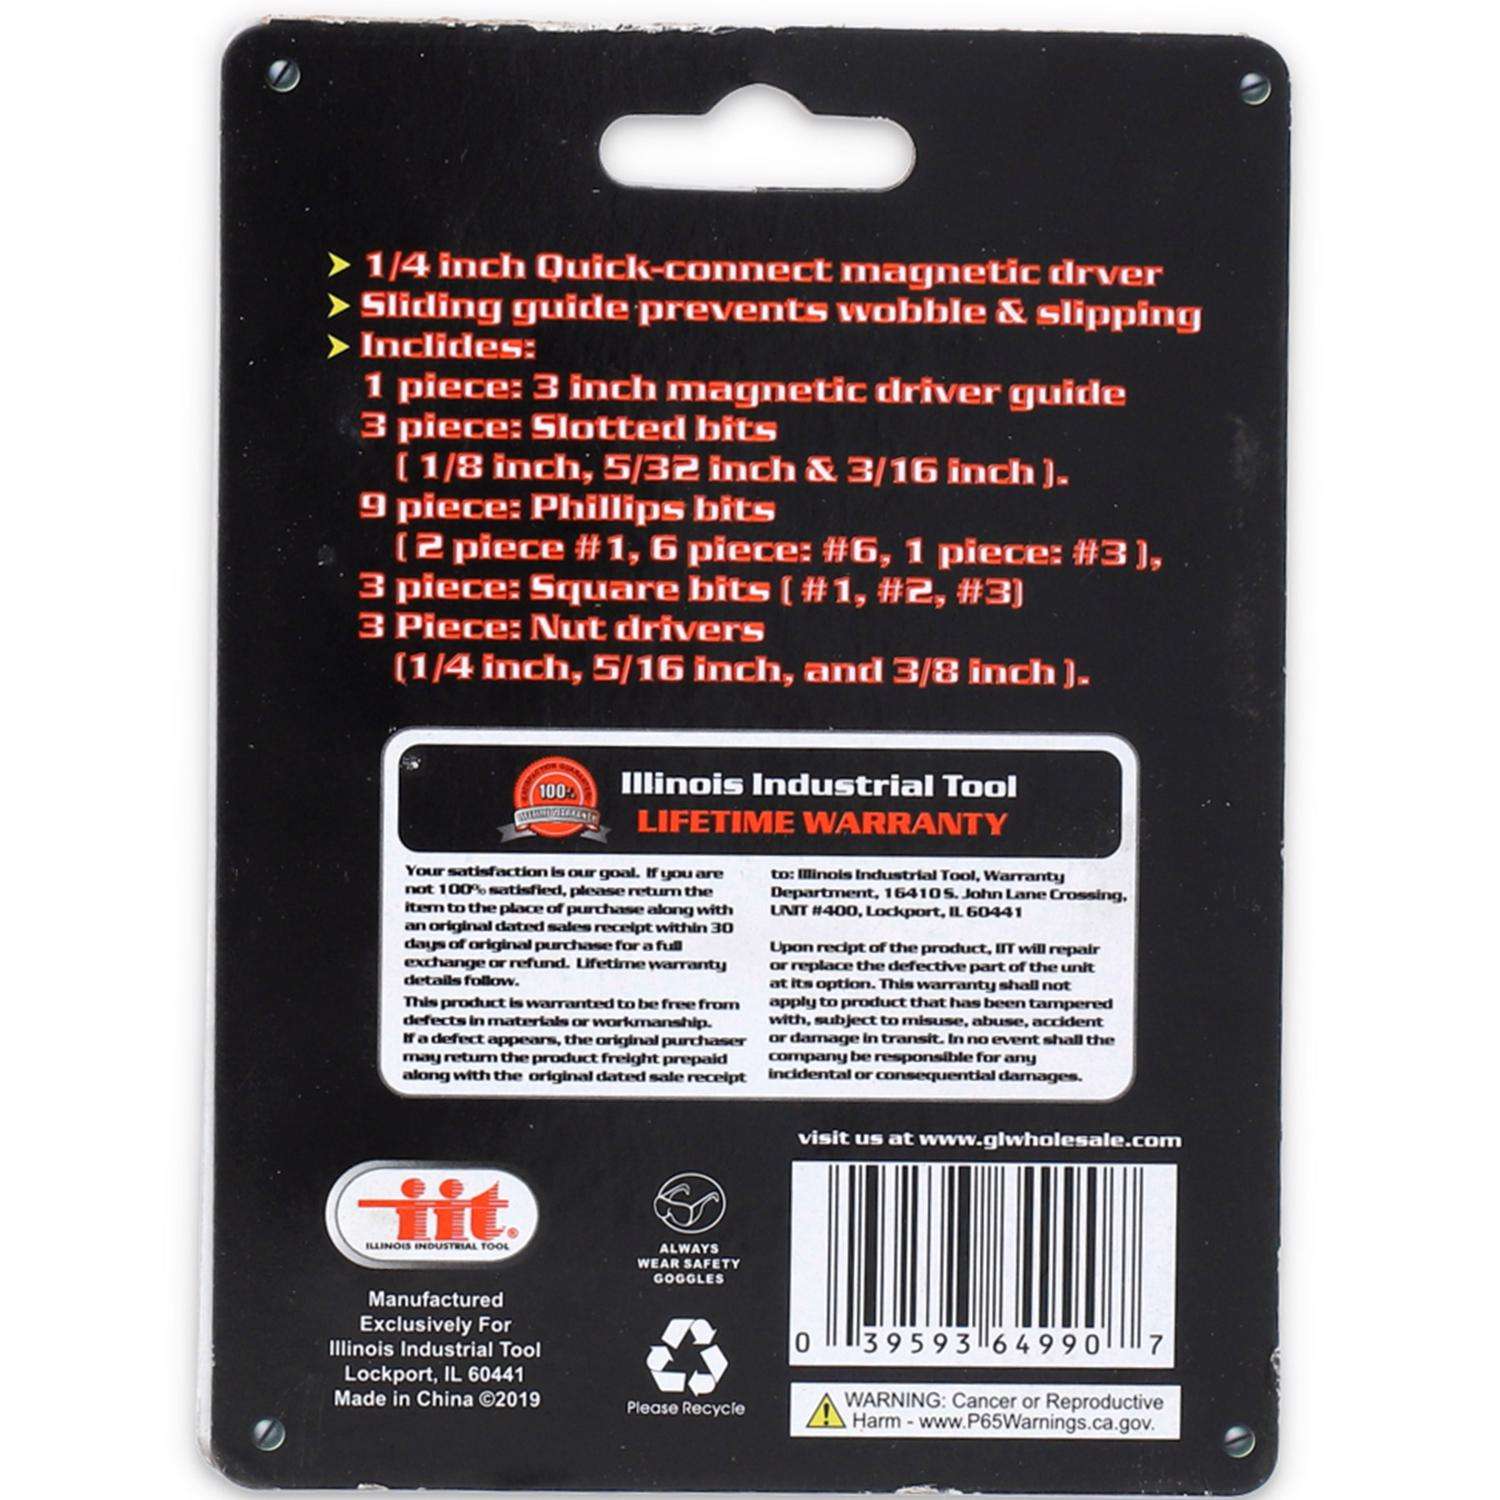 1/4 inch Quick-connect magnetic drver
Sliding guide prevents wobble & slipping
Inclides:
1 piece: 3 inch magnetic driver guide
3 piece: Slotted bits
( 1/8 inch, 5/32 inch & 3/16 inch ).
9 piece: Phillips bits
( 2 piece #1, 6 piece: #6, 1 piece: #3 ),
3 piece: Square bits ( #1, #2, #3)
3 Piece: Nut drivers
(1/4 inch, 5/16 inch, and 3/8 inch ).
SATISFACTION GUARANTEE
100%
LIFETIME WARRANTY
Illinois Industrial Tool
LIFETIME WARRANTY
Your satisfaction is our goal. If you are
not 100% satisfied, please return the
item to the place of purchase along with
an original dated sales receipt within 30
days of original purchase for a full
exchange or refund. Lifetime warranty
details follow.
This product is warranted to be free from
defects in materials or workmanship.
If a defect appears, the original purchaser
may return the product freight prepaid
along with the original dated sale receipt
to: Illinois Industrial Tool, Warranty
Department, 16410 S. John Lane Crossing,
UNIT #400, Lockport, IL 60441
Upon recipt of the product, IIT will repair
or replace the defective part of the unit
at its option. This warranty shall not
apply to product that has been tampered
with, subject to misuse, abuse, accident
or damage in transit. In no event shall the
company be responsible for any
incidental or consequential damages.
visit us at www.glwholesale.com
iit®
ILLINOIS INDUSTRIAL TOOL
Manufactured
Exclusively For
Illinois Industrial Tool
Lockport, IL 60441
Made in China ©2019
ALWAYS
WEAR SAFETY
GOGGLES
Please Recycle
0 39593 64990 7
WARNING: Cancer or Reproductive
Harm - www.P65Warnings.ca.gov.